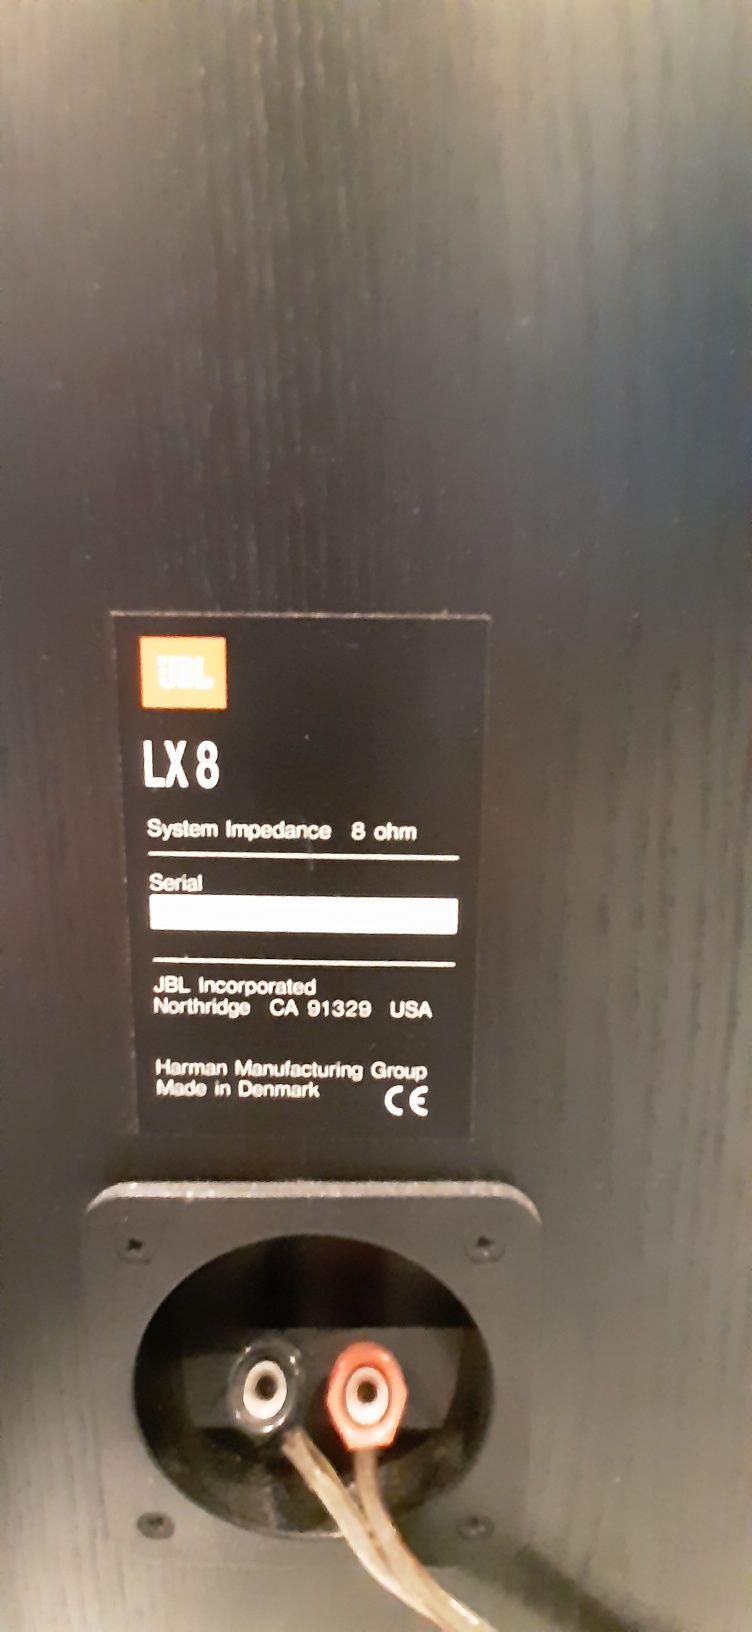 JBL
LX8
System Impedance 8 ohm
Serial
JBL Incorporated
Northridge CA 91329 USA
Harman Manufacturing Group
Made in Denmark
CE